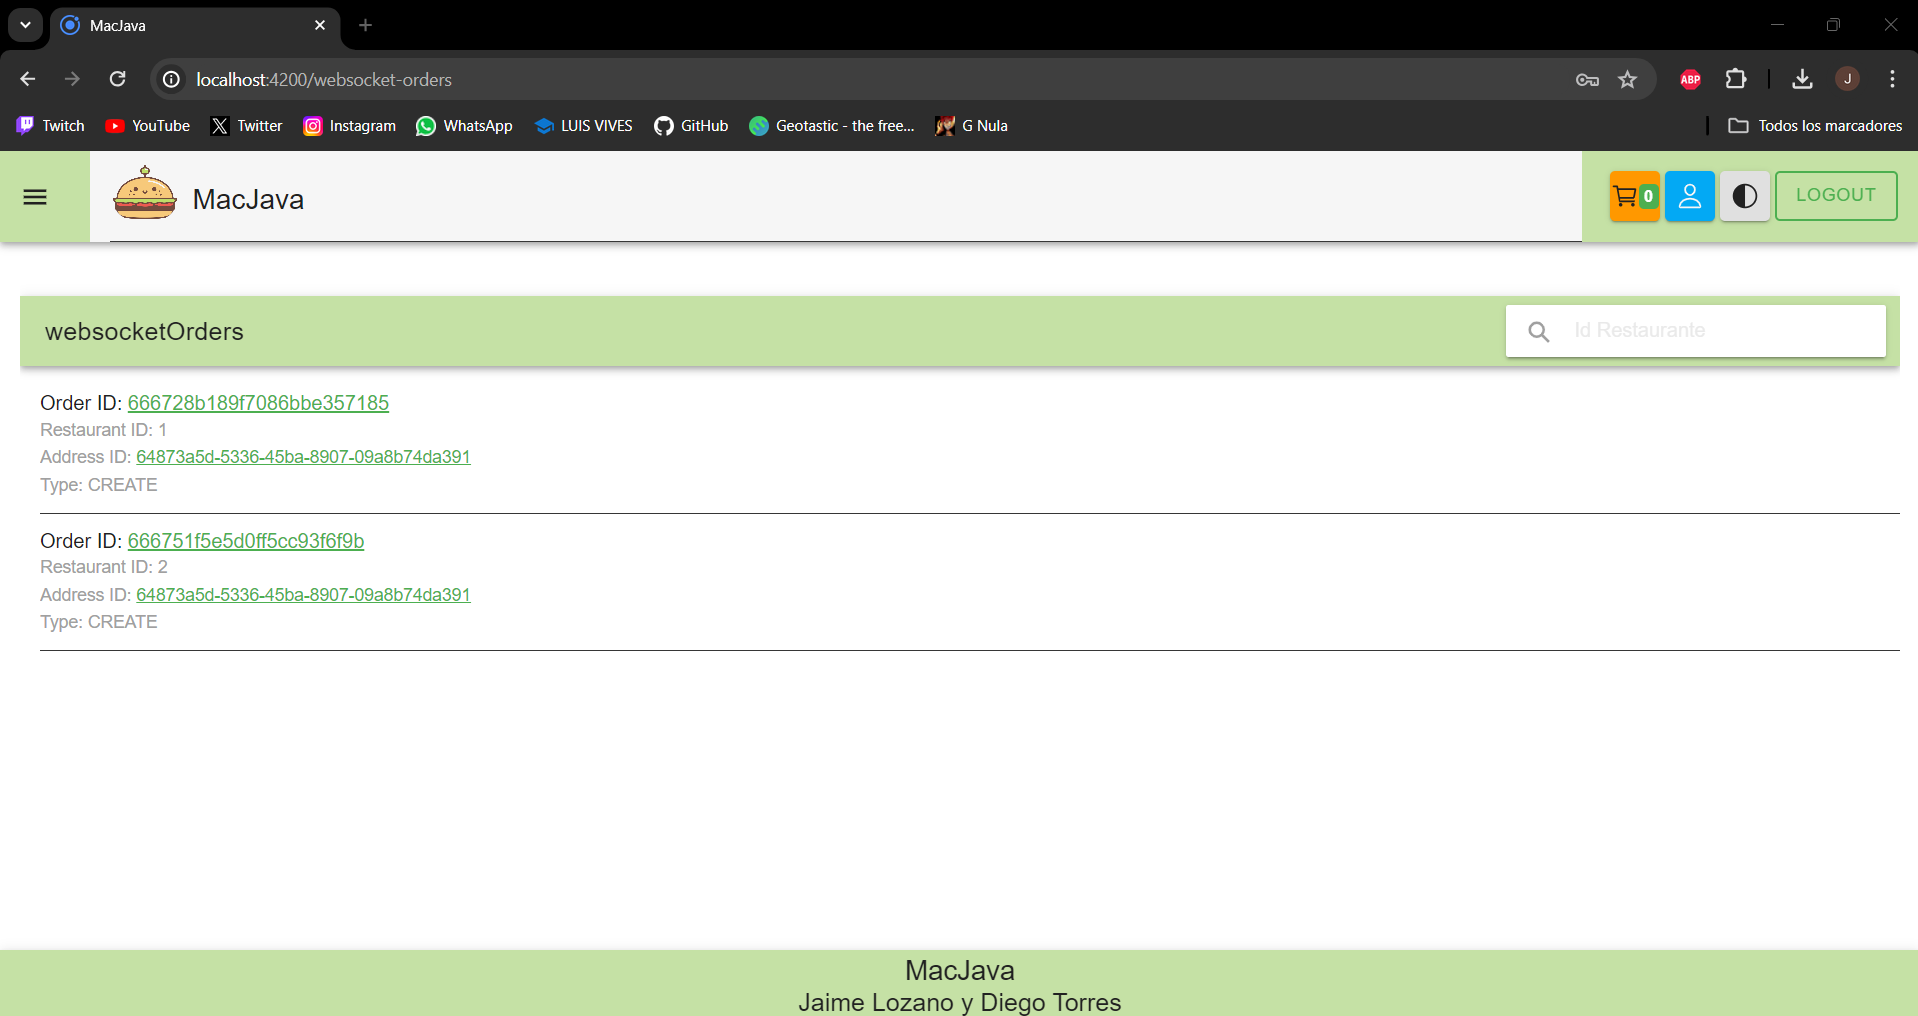 MacJava
localhost:4200/websocket-orders
ABP
J
Twitch YouTube Twitter Instagram WhatsApp LUIS VIVES GitHub Geotastic - the free... G Nula Todos los marcadores
MacJava
0
LOGOUT
websocketOrders
Id Restaurante
Order ID: 666728b189f7086bbe357185
Restaurant ID: 1
Address ID: 64873a5d-5336-45ba-8907-09a8b74da391
Type: CREATE
Order ID: 666751f5e5d0ff5cc93f6f9b
Restaurant ID: 2
Address ID: 64873a5d-5336-45ba-8907-09a8b74da391
Type: CREATE
MacJava
Jaime Lozano y Diego Torres